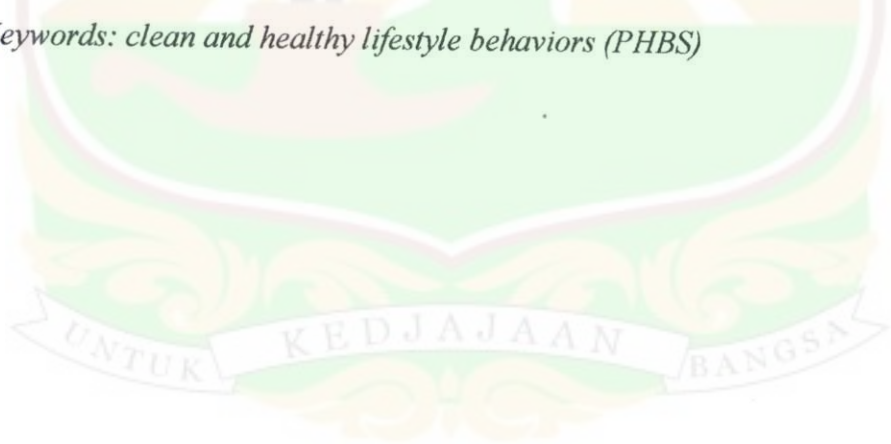 eywords: clean and healthy lifestyle behaviors (PHBS)
UNTUK KEDJAJAAN BANGSA